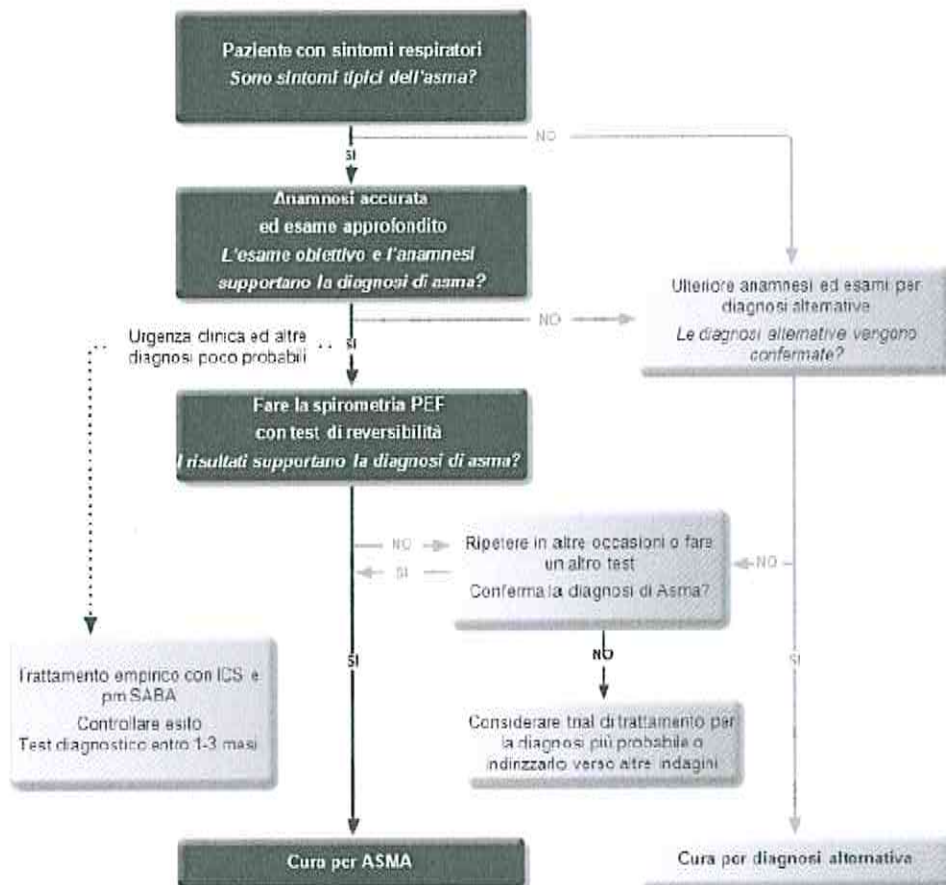 Paziente con sintomi respiratori
Sono sintomi tipici dell'asma?
NO
SI
Anamnosi accurata
ed esame approfondito
L'esame obiettivo e l'anamnesi
supportano la diagnosi di asma?
Ulteriore anamnesi ed esami per
diagnosi alternative
Le diagnosi alternative vengono
confermate?
NO
Urgenza clinica ed altre
diagnosi poco probabili
SI
Fare la spirometria PEF
con test di reversibilità
I risultati supportano la diagnosi di asma?
NO
SI
Ripetere in altre occasioni o fare
un altro test
Conferma la diagnosi di Asma?
NO
NO
SI
SI
Trattamento empirico con ICS e
prn SABA
Controllare esito
Test diagnostico entro 1-3 mesi
Considerare trial di trattamento per
la diagnosi più probabile o
indirizzarlo verso altre indagini
Cura per ASMA
Cura per diagnosi alternativa